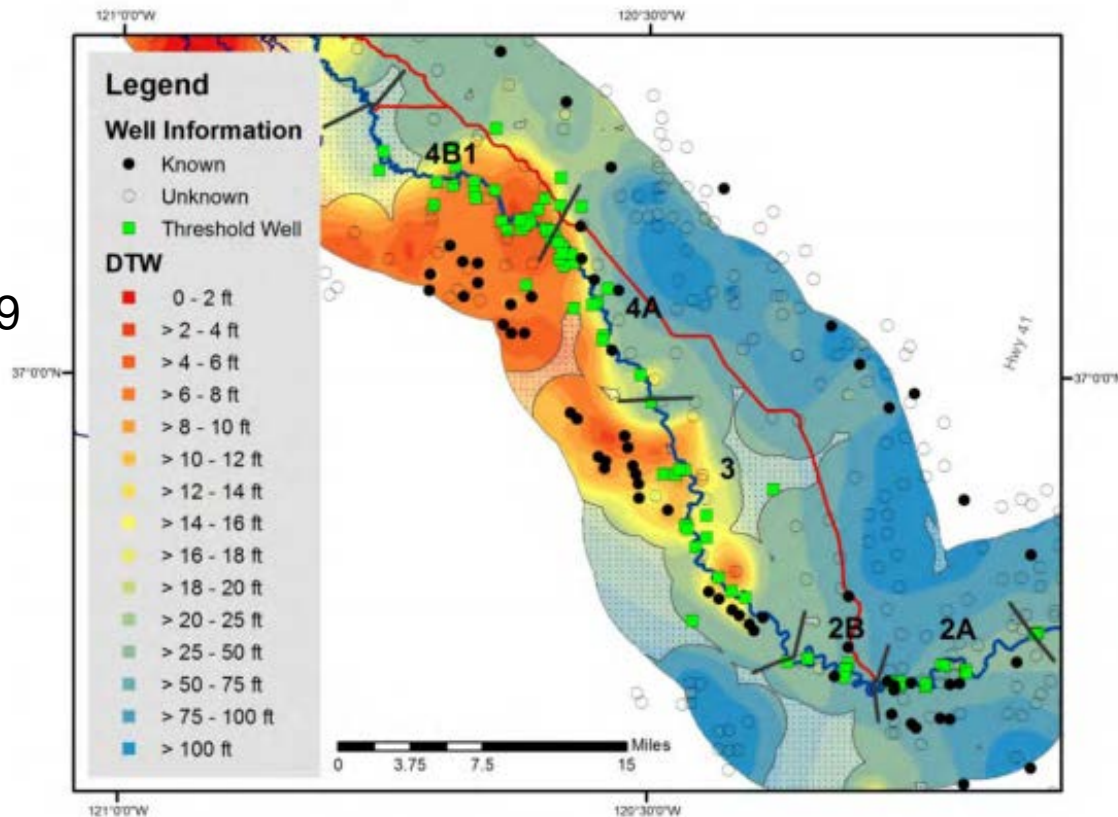 121°0'0"W
120°30'0"W
Legend
Well Information
Known
Unknown
Threshold Well
DTW
0 - 2 ft
> 2 - 4 ft
> 4 - 6 ft
> 6 - 8 ft
> 8 - 10 ft
> 10 - 12 ft
> 12 - 14 ft
> 14 - 16 ft
> 16 - 18 ft
> 18 - 20 ft
> 20 - 25 ft
> 25 - 50 ft
> 50 - 75 ft
> 75 - 100 ft
> 100 ft
9
4B1
4A
3
2B
2A
Hwy 41
37°0'0"N
37°0'0"N
Miles
0 3.75 7.5 15
121°0'0"W
120°30'0"W